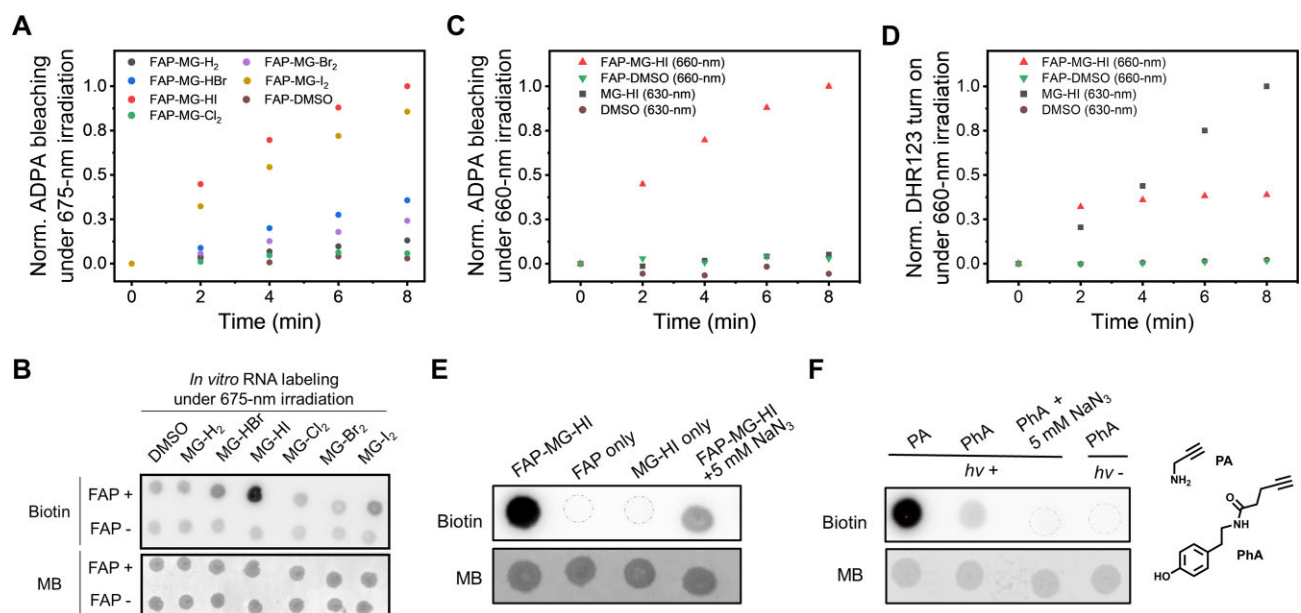 A
Norm. ADPA bleaching
under 675-nm irradiation
1.0
0.8
0.5
0.3
0.0
FAP-MG-H₂
FAP-MG-HBr
FAP-MG-HI
FAP-MG-Cl₂
FAP-MG-Br₂
FAP-MG-I₂
FAP-DMSO
0 2 4 6 8
Time (min)
C
Norm. ADPA bleaching
under 660-nm irradiation
1.0
0.8
0.5
0.3
0.0
FAP-MG-HI (660-nm)
FAP-DMSO (660-nm)
MG-HI (630-nm)
DMSO (630-nm)
0 2 4 6 8
Time (min)
D
Norm. DHR123 turn on
under 660-nm irradiation
1.0
0.8
0.5
0.3
0.0
FAP-MG-HI (660-nm)
FAP-DMSO (660-nm)
MG-HI (630-nm)
DMSO (630-nm)
0 2 4 6 8
Time (min)
B
In vitro RNA labeling
under 675-nm irradiation
DMSO MG-H₂ MG-HBr MG-HI MG-Cl₂ MG-Br₂ MG-I₂
Biotin
FAP +
FAP -
MB
FAP +
FAP -
E
FAP-MG-HI
FAP only
MG-HI only
FAP-MG-HI
+5 mM NaN₃
Biotin
MB
F
PA
PhA
PhA +
5 mM NaN₃
PhA
hv +
hv -
Biotin
MB
NH₂
PA
O
NH
HO
PhA